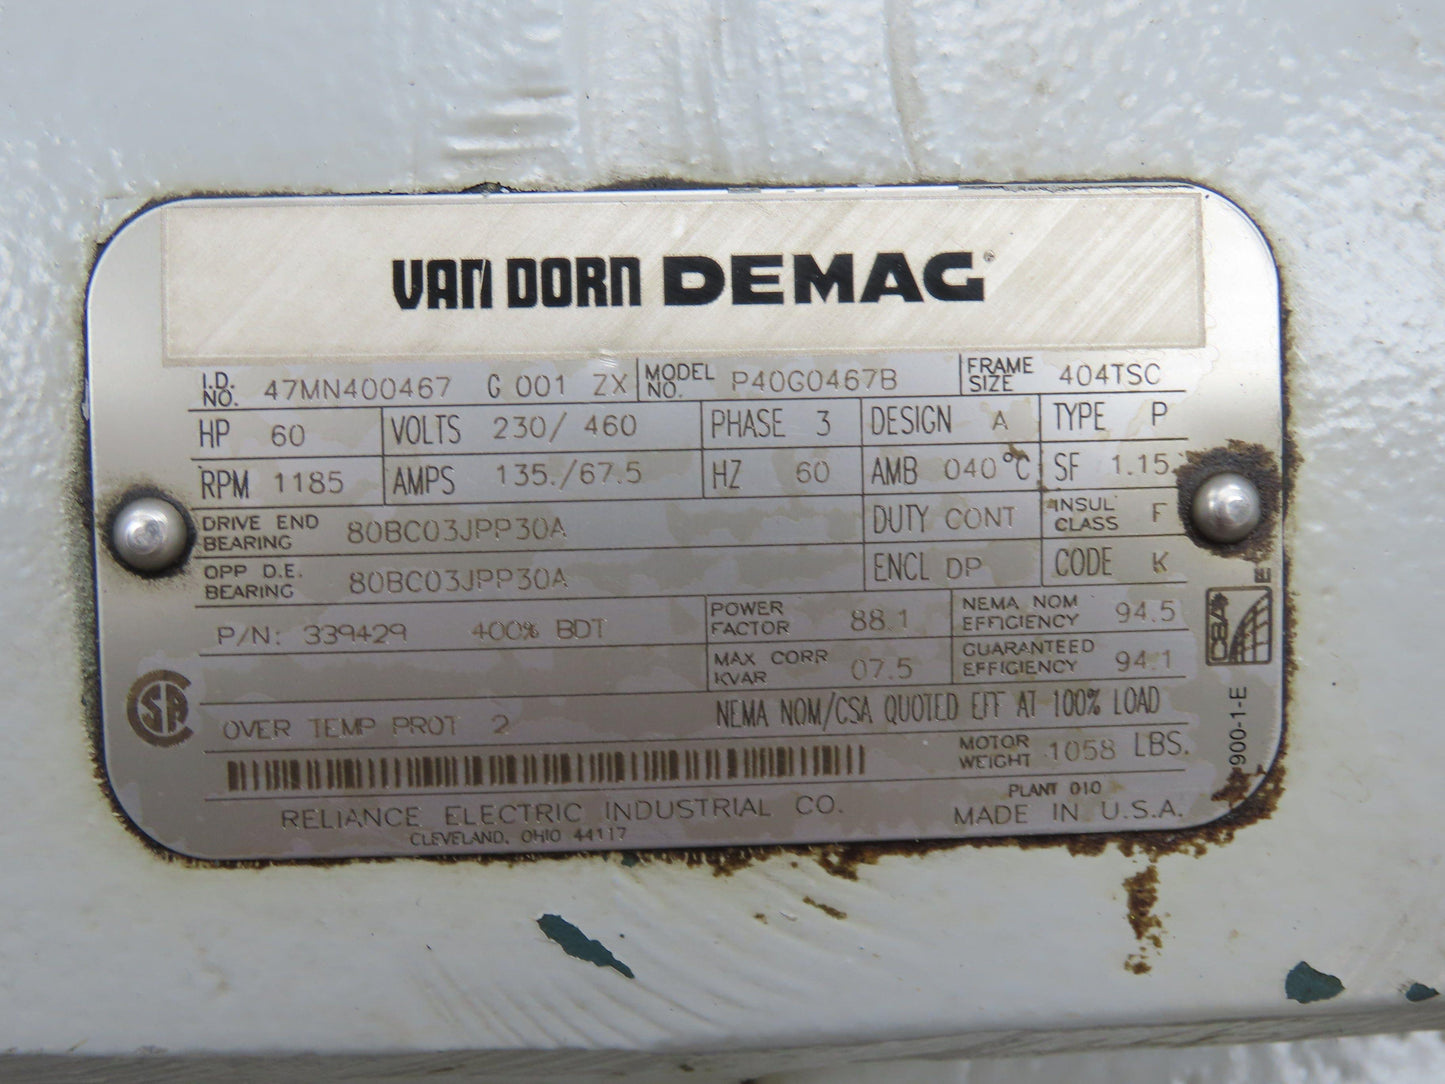 VAN DORN DEMAG
I.D. NO. 47MN400467 G 001 ZX MODEL NO. P40G0467B FRAME SIZE 404TSC
HP 60 VOLTS 230/ 460 PHASE 3 DESIGN A TYPE P
RPM 1185 AMPS 135./67.5 HZ 60 AMB 040°C SF 1.15
DRIVE END BEARING 80BC03JPP30A DUTY CONT INSUL CLASS F
OPP D.E. BEARING 80BC03JPP30A ENCL DP CODE K
P/N: 339429 400% BDT POWER FACTOR 88.1 NEMA NOM EFFICIENCY 94.5
MAX CORR KVAR 07.5 GUARANTEED EFFICIENCY 94.1
OVER TEMP PROT 2 NEMA NOM/CSA QUOTED EFF AT 100% LOAD
MOTOR WEIGHT 1058 LBS.
PLANT 010
RELIANCE ELECTRIC INDUSTRIAL CO. MADE IN U.S.A.
CLEVELAND, OHIO 44117
900-1-E